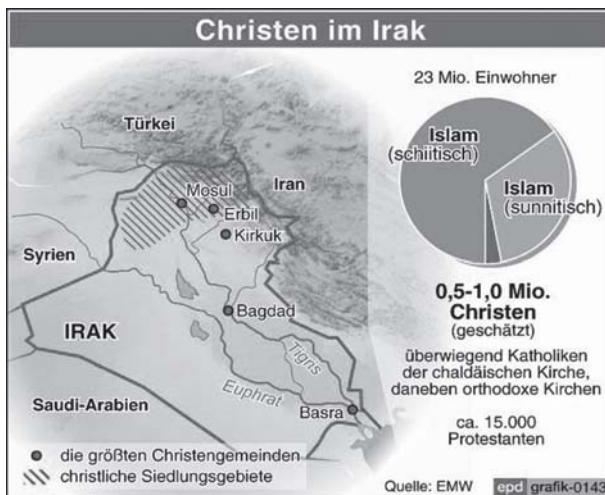 Christen im Irak
23 Mio. Einwohner
Islam
(schiitisch)
Islam
(sunnitisch)
0,5-1,0 Mio.
Christen
(geschätzt)
überwiegend Katholiken
der chaldäischen Kirche,
daneben orthodoxe Kirchen
ca. 15.000
Protestanten
Türkei
Iran
Mosul
Erbil
Kirkuk
Syrien
Bagdad
IRAK
Tigris
Euphrat
Saudi-Arabien
Basra
die größten Christengemeinden
christliche Siedlungsgebiete
Quelle: EMW
epd grafik-0143